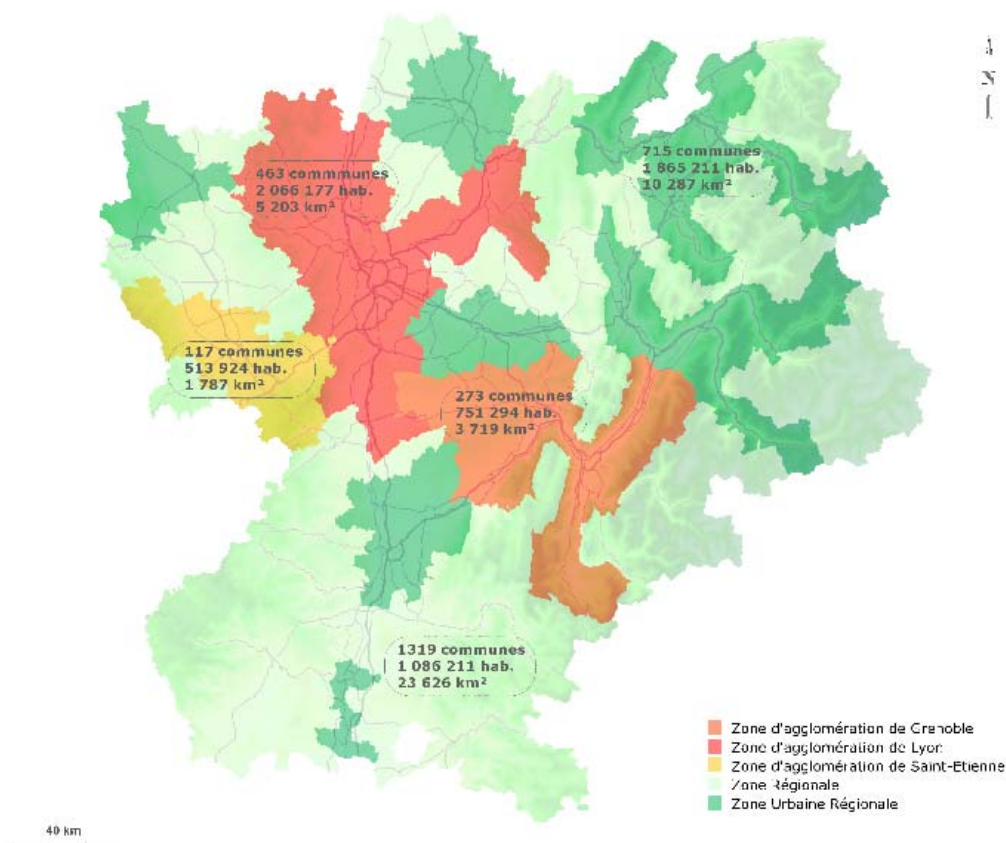 463 commmunes
2 066 177 hab.
5 203 km²
715 communes
1 865 211 hab.
10 287 km²
117 communes
513 924 hab.
1 787 km²
273 communes
751 294 hab.
3 719 km²
1319 communes
1 086 211 hab.
23 626 km²
Zone d'agglomération de Grenoble
Zone d'agglomération de Lyon
Zone d'agglomération de Saint-Etienne
Zone Régionale
Zone Urbaine Régionale
40 km